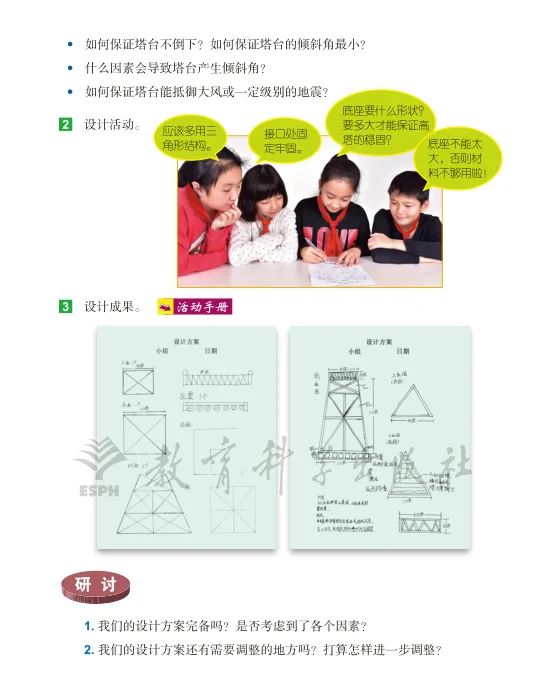 如何保证塔台不倒下？如何保证塔台的倾斜角最小？
什么因素会导致塔台产生倾斜角？
如何保证塔台能抵御大风或一定级别的地震？
2 设计活动。
应该多用三
角形结构。
接口处固
定牢固。
底座要什么形状？
要多大才能保证高
塔的稳固？
底座不能太
大，否则材
料不够用啦！
3 设计成果。
活动手册
设计方案
小组 日期
设计方案
小组 日期
ESPH 教育科学出版社
研讨
1. 我们的设计方案完备吗？是否考虑到了各个因素？
2. 我们的设计方案还有需要调整的地方吗？打算怎样进一步调整？